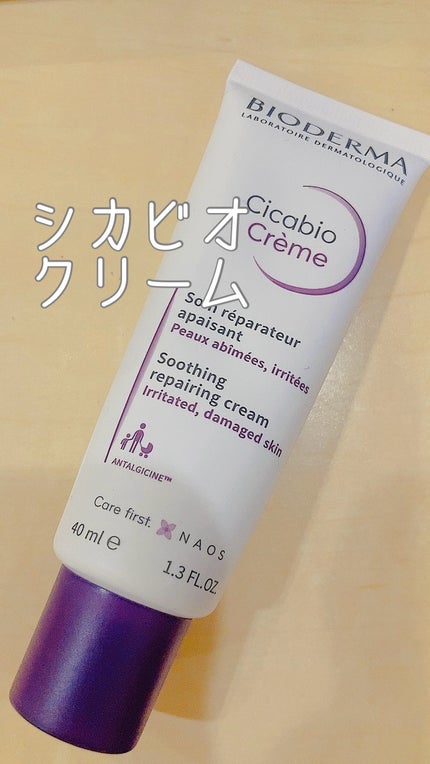 BIODERMA
LABORATOIRE DERMATOLOGIQUE
Cicabio
Crème
シカビオ
クリーム
Soin réparateur
apaisant
Peaux abîmées, irritées
Soothing
repairing cream
Irritated, damaged skin
ANTALGICINE™
Care first. NAOS
40 ml e
1.3 FL.OZ.